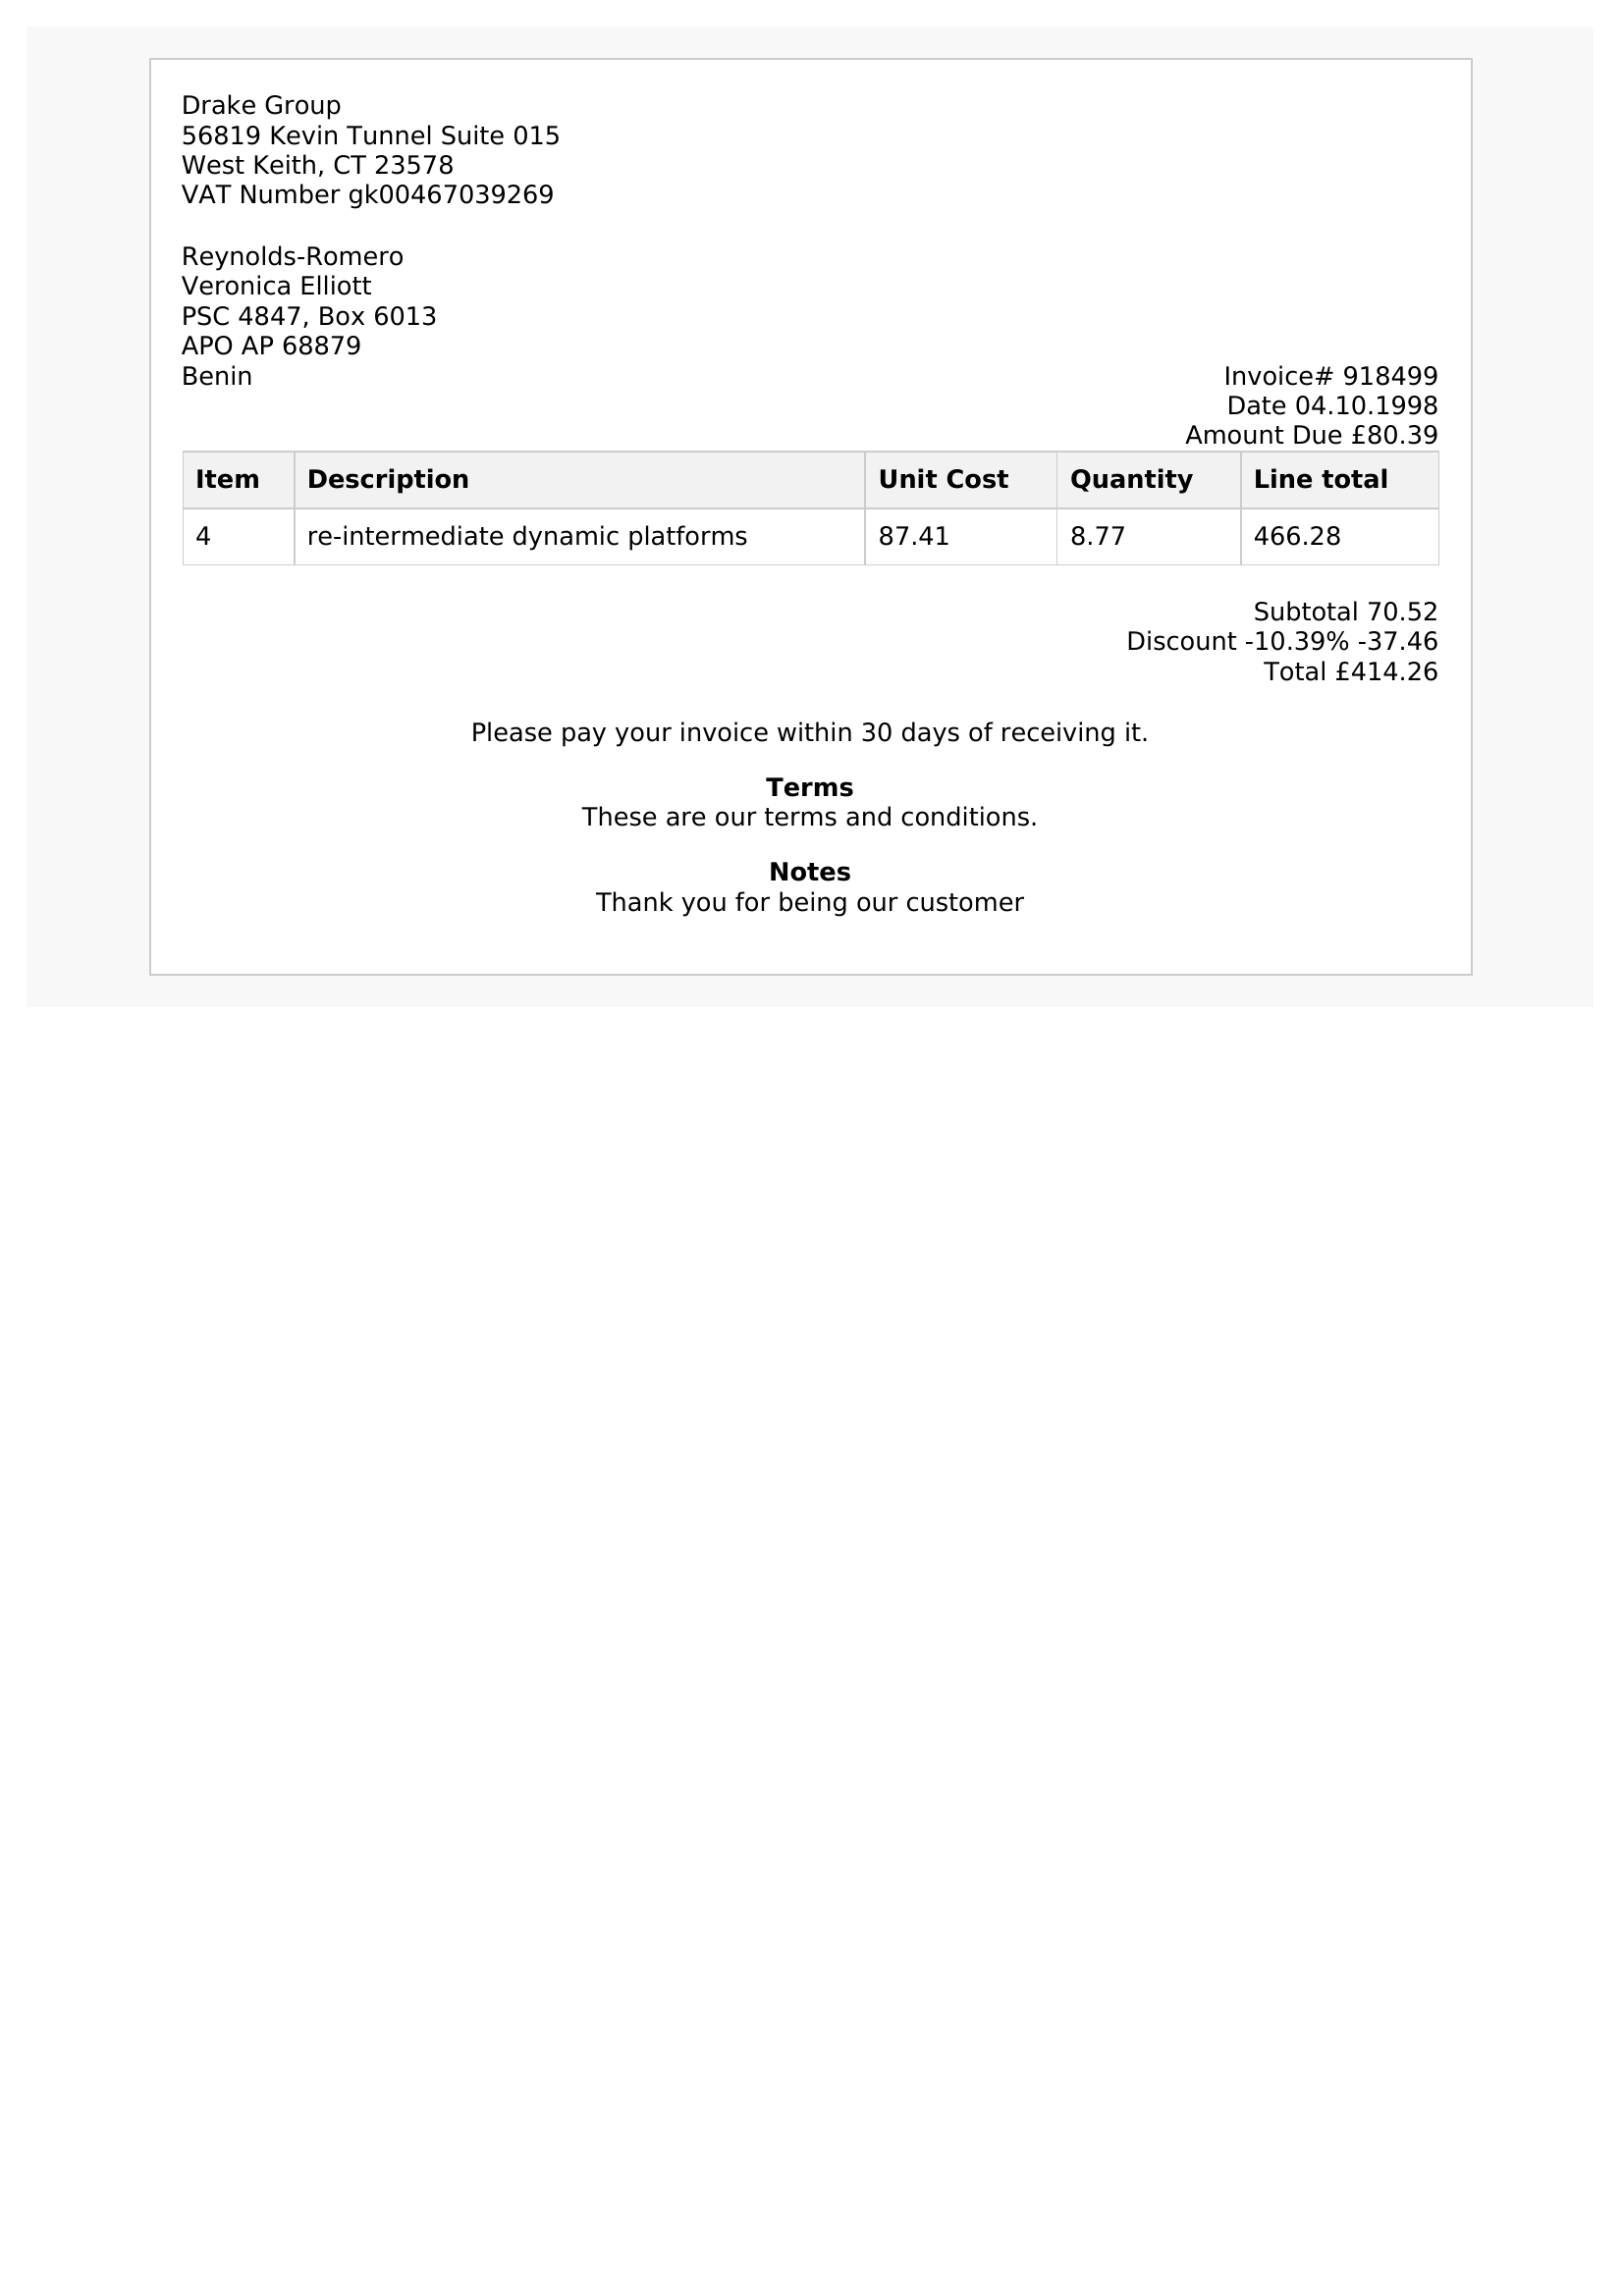 Drake Group
56819 Kevin Tunnel Suite 015
West Keith, CT 23578
VAT Number gk00467039269
Reynolds-Romero
Veronica Elliott
PSC 4847, Box 6013
APO AP 68879
Benin
Invoice# 918499
Date 04.10.1998
Amount Due £80.39
Item Description Unit Cost Quantity Line total
4 re-intermediate dynamic platforms 87.41 8.77 466.28
Subtotal 70.52
Discount -10.39% -37.46
Total £414.26
Please pay your invoice within 30 days of receiving it.
Terms
These are our terms and conditions.
Notes
Thank you for being our customer